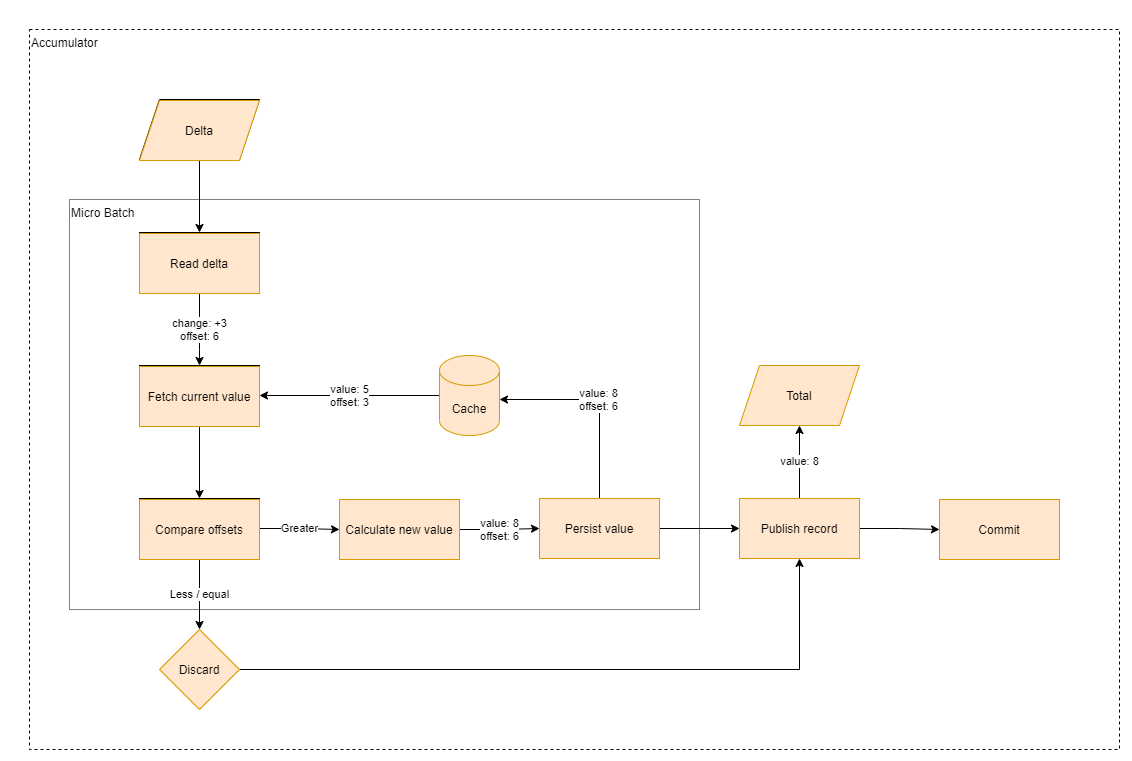 Accumulator
Delta
Micro Batch
Read delta
change: +3
offset: 6
Fetch current value
value: 5
offset: 3
Cache
value: 8
offset: 6
Total
value: 8
Compare offsets
Greater
Calculate new value
value: 8
offset: 6
Persist value
Publish record
Commit
Less / equal
Discard